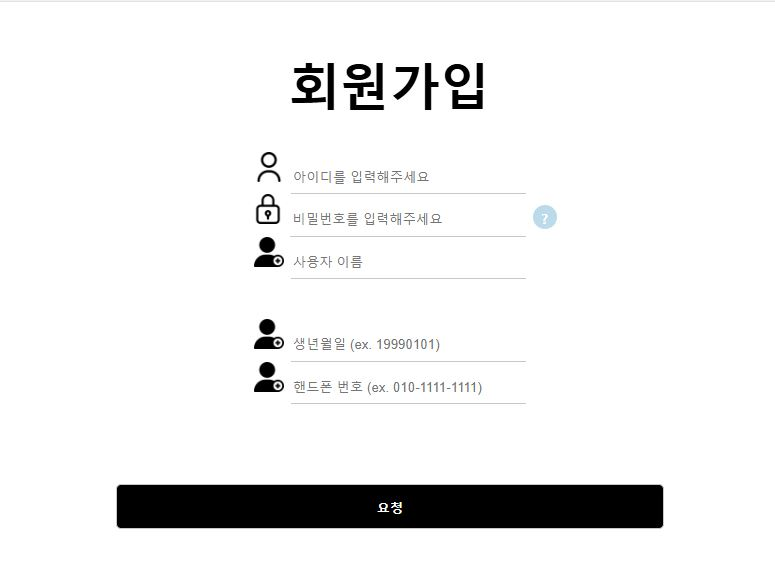 회원가입
아이디를 입력해주세요
비밀번호를 입력해주세요
?
사용자 이름
생년월일 (ex. 19990101)
핸드폰 번호 (ex. 010-1111-1111)
요청